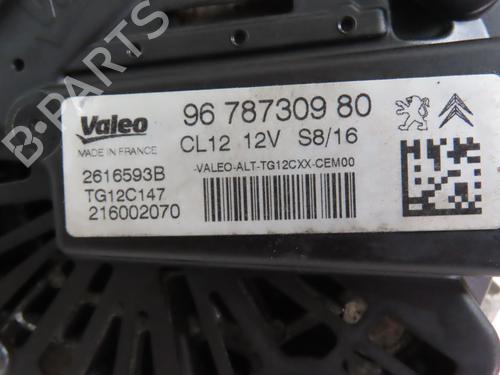 Valeo
MADE IN FRANCE
96 787309 80
CL12 12V S8/16
-VALEO-ALT-TG12CXX-CEM00
2616593B
TG12C147
216002070
B-PARTS